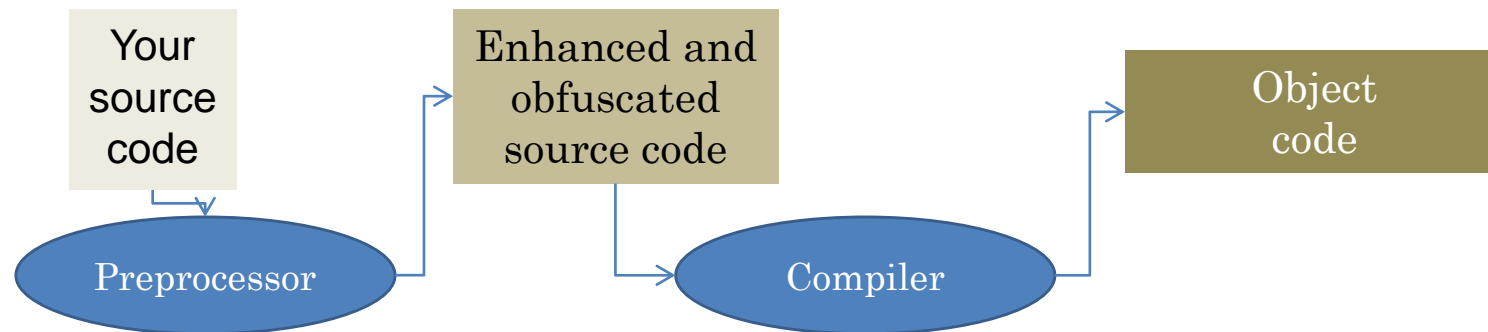 Your
source
code
Preprocessor
Enhanced and
obfuscated
source code
Compiler
Object
code